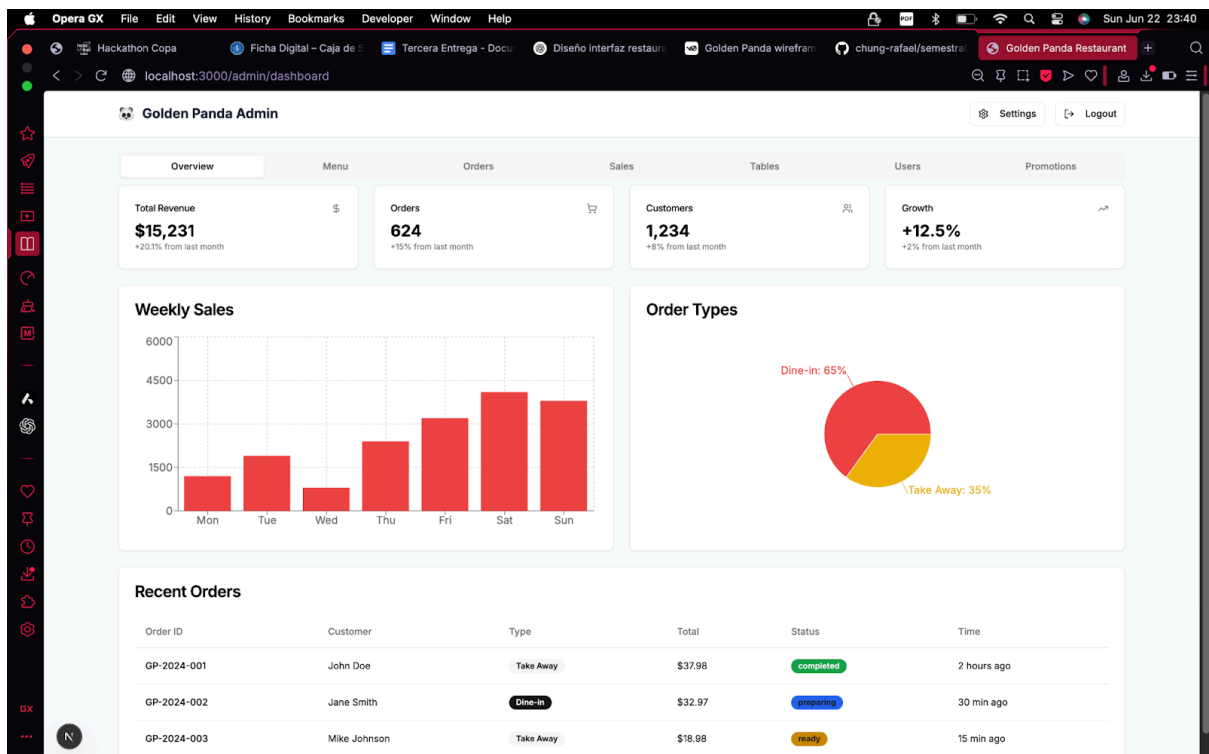 Opera GX File Edit View History Bookmarks Developer Window Help PDF Sun Jun 22 23:40
Hackathon Copa Ficha Digital – Caja de S Tercera Entrega - Docu Diseño interfaz restaura Golden Panda wirefram chung-rafael/semestral Golden Panda Restaurant
localhost:3000/admin/dashboard
Golden Panda Admin Settings Logout
Overview Menu Orders Sales Tables Users Promotions
Total Revenue $ Orders Customers Growth
$15,231 624 1,234 +12.5%
+20.1% from last month +15% from last month +8% from last month +2% from last month
Weekly Sales Order Types
6000
4500
3000
1500
0
Mon Tue Wed Thu Fri Sat Sun
Dine-in: 65%
Take Away: 35%
Recent Orders
Order ID Customer Type Total Status Time
GP-2024-001 John Doe Take Away $37.98 completed 2 hours ago
GP-2024-002 Jane Smith Dine-in $32.97 preparing 30 min ago
GP-2024-003 Mike Johnson Take Away $18.98 ready 15 min ago
GX
N